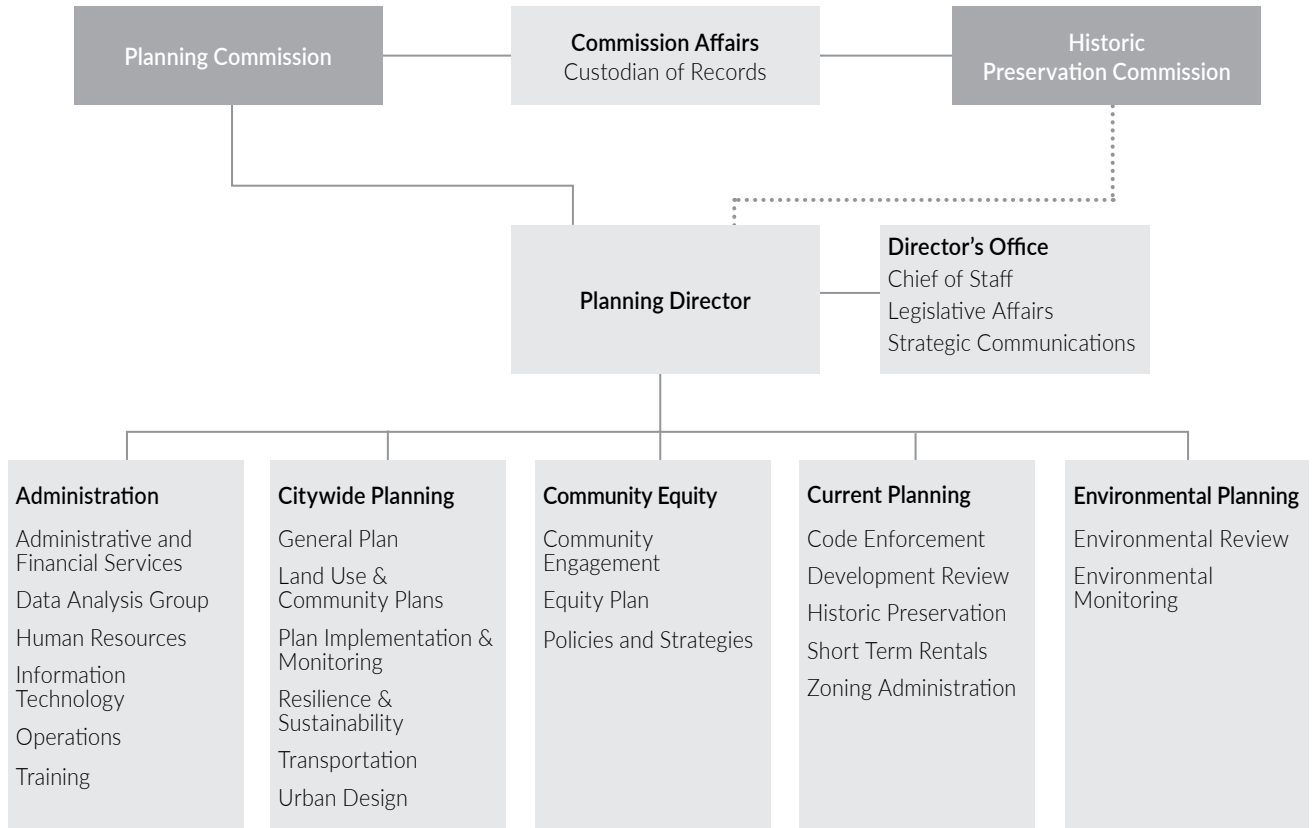 Planning Commission
Commission Affairs
Custodian of Records
Historic
Preservation Commission
Planning Director
Director’s Office
Chief of Staff
Legislative Affairs
Strategic Communications
Administration
Administrative and
Financial Services
Data Analysis Group
Human Resources
Information
Technology
Operations
Training
Citywide Planning
General Plan
Land Use &
Community Plans
Plan Implementation &
Monitoring
Resilience &
Sustainability
Transportation
Urban Design
Community Equity
Community
Engagement
Equity Plan
Policies and Strategies
Current Planning
Code Enforcement
Development Review
Historic Preservation
Short Term Rentals
Zoning Administration
Environmental Planning
Environmental Review
Environmental
Monitoring